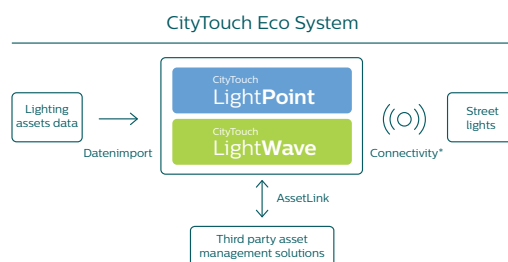 CityTouch Eco System
CityTouch
LightPoint
Lighting
assets data
Datenimport
CityTouch
LightWave
Connectivity*
Street
lights
AssetLink
Third party asset
management solutions